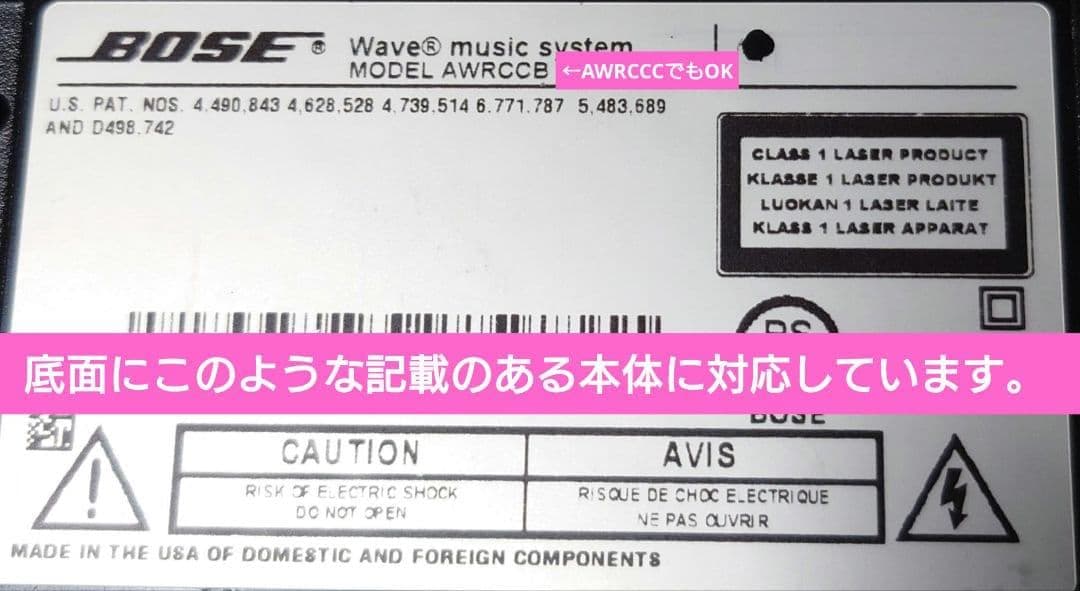 BOSE® Wave® music system
MODEL AWRCCB ←AWRCCCでもOK
U.S. PAT. NOS. 4.490,843 4,628,528 4,739.514 6.771.787 5,483,689
AND D498.742
CLASS 1 LASER PRODUCT
KLASSE 1 LASER PRODUKT
LUOKAN 1 LASER LAITE
KLASS 1 LASER APPARAT
PS
底面にこのような記載のある本体に対応しています。
BOSE
CAUTION
RISK OF ELECTRIC SHOCK
DO NOT OPEN
AVIS
RISQUE DE CHOC ELECTRIQUE
NE PAS OUVRIR
MADE IN THE USA OF DOMESTIC AND FOREIGN COMPONENTS